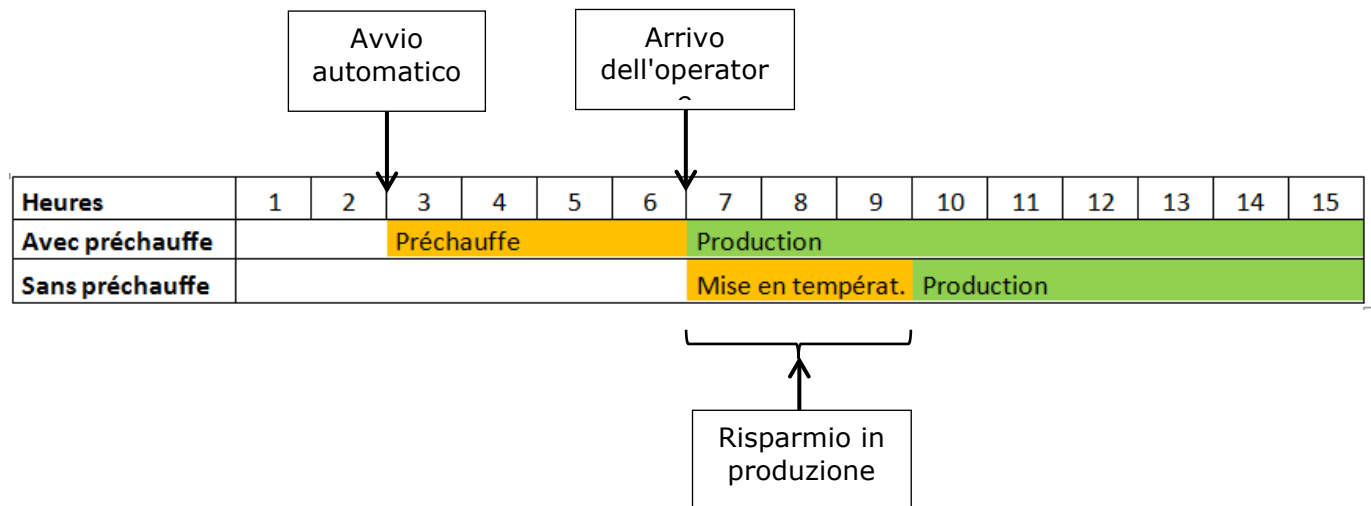 Avvio
automatico
Arrivo
dell'operator
Heures 1 2 3 4 5 6 7 8 9 10 11 12 13 14 15
Avec préchauffe Préchauffe Production
Sans préchauffe Mise en températ. Production
Risparmio in
produzione